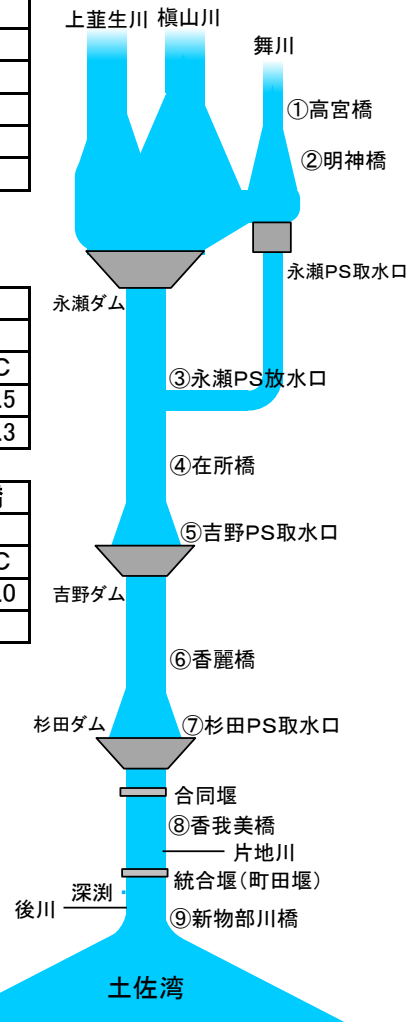 上韮生川 槇山川
舞川
①高宮橋
②明神橋
永瀬PS取水口
永瀬ダム
C
③永瀬PS放水口
.5
.3
④在所橋
⑤吉野PS取水口
C
.0
吉野ダム
⑥香麗橋
杉田ダム
⑦杉田PS取水口
合同堰
⑧香我美橋
片地川
統合堰(町田堰)
深渕
後川
⑨新物部川橋
土佐湾